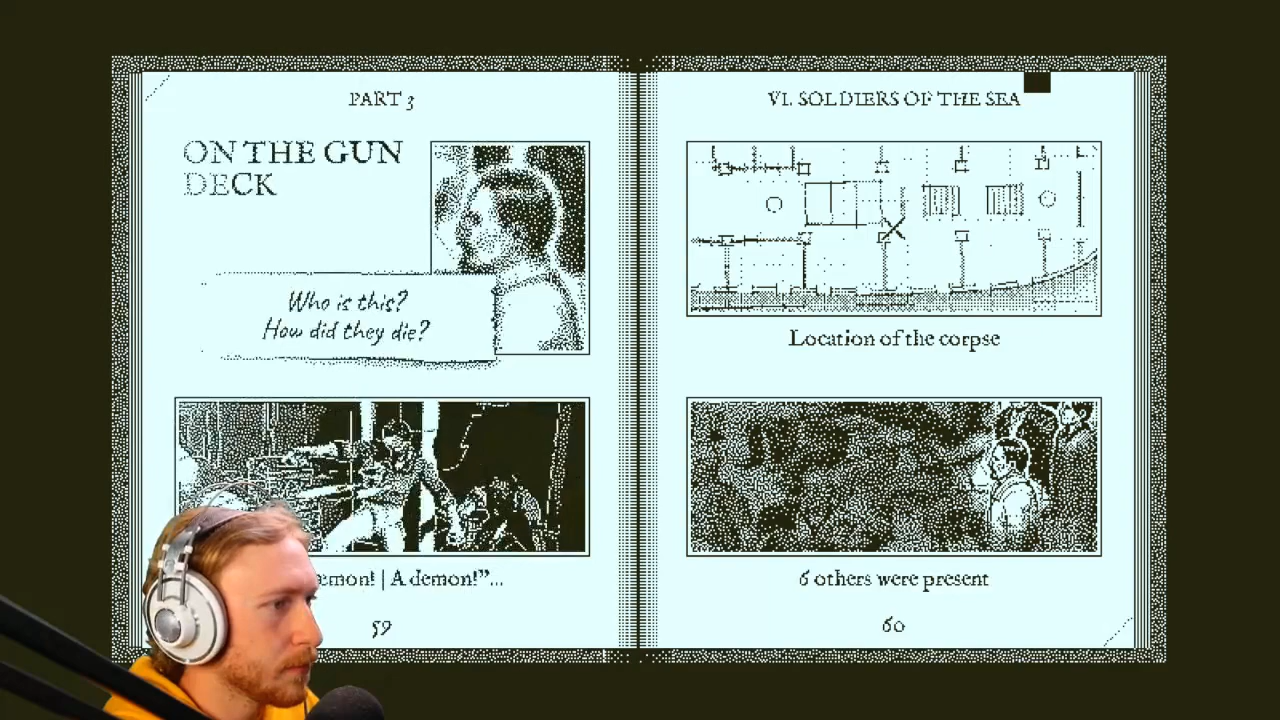 PART 3
ON THE GUN
DECK
Who is this?
How did they die?
demon! | A demon!"...
59
VI. SOLDIERS OF THE SEA
Location of the corpse
6 others were present
60